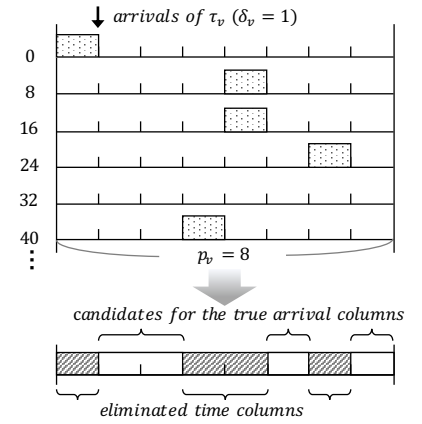 arrivals of τᵥ (δᵥ = 1)
0
8
16
24
32
40
⋮
pᵥ = 8
candidates for the true arrival columns
eliminated time columns